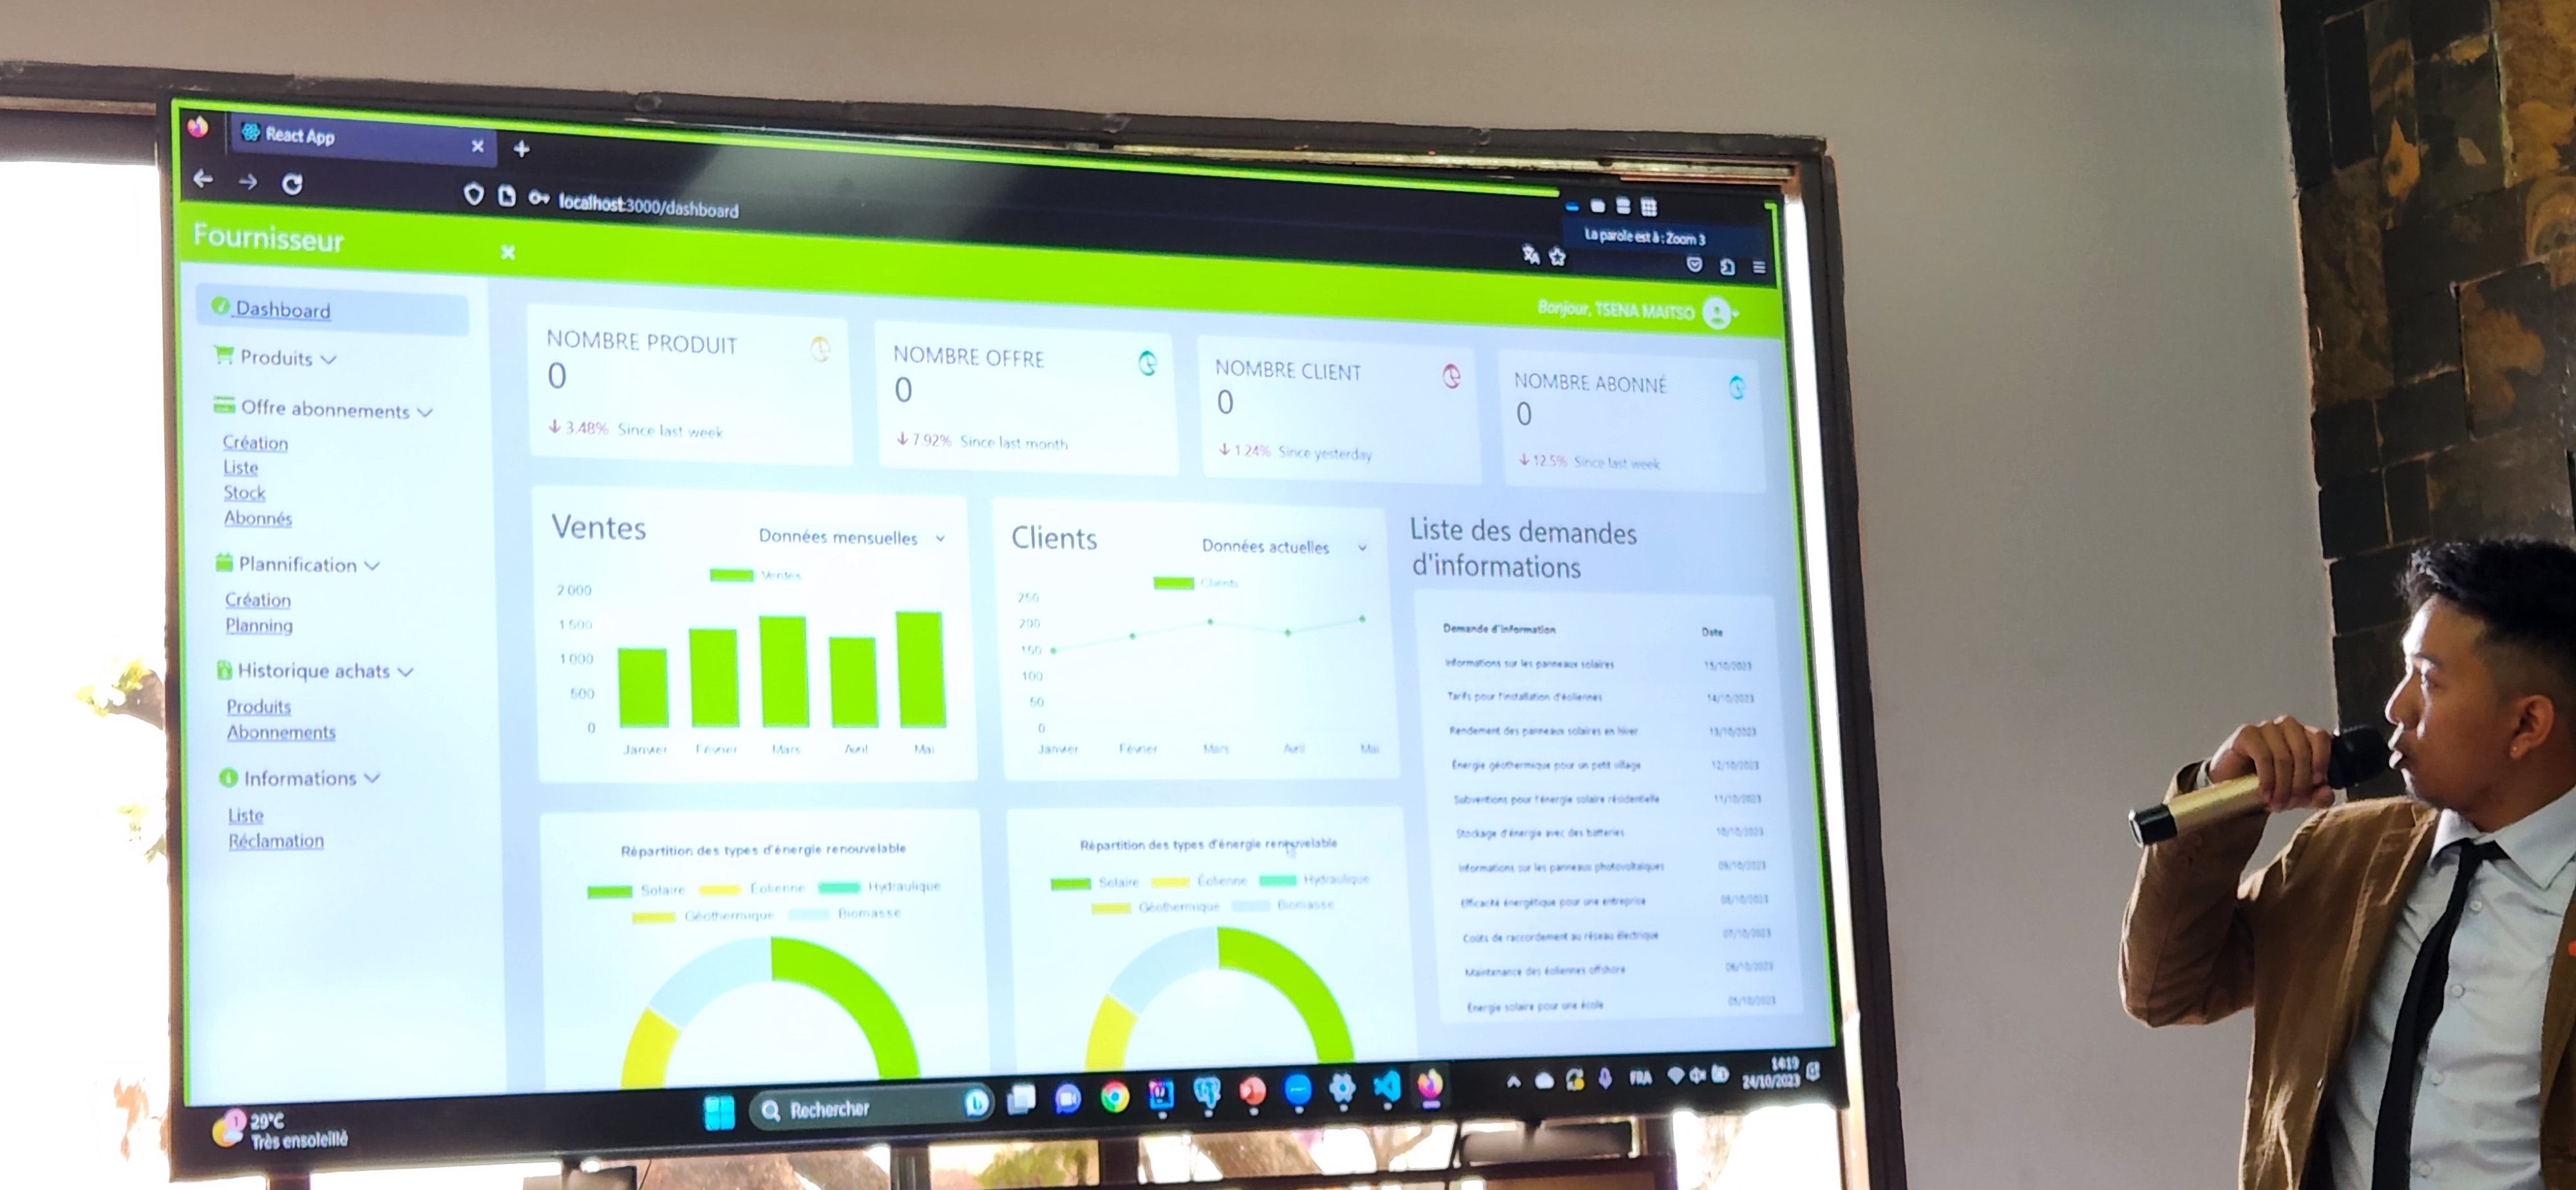 React App
localhost:3000/dashboard
La parole est à : Zoom 3
Fournisseur
Bonjour, TSENA MAITSO
Dashboard
Produits
Offre abonnements
Création
Liste
Stock
Abonnés
Plannification
Création
Planning
Historique achats
Produits
Abonnements
Informations
Liste
Réclamation
NOMBRE PRODUIT
0
3.48% Since last week
NOMBRE OFFRE
0
7.92% Since last month
NOMBRE CLIENT
0
1.24% Since yesterday
NOMBRE ABONNÉ
0
12.5% Since last week
Ventes
Données mensuelles
Ventes
2 000
1 500
1 000
500
0
Janvier Février Mars Avril Mai
Clients
Données actuelles
Clients
250
200
150
100
50
0
Janvier Février Mars Avril Mai
Liste des demandes
d'informations
Demande d'information Date
Informations sur les panneaux solaires 15/10/2023
Tarifs pour l'installation d'éoliennes 14/10/2023
Rendement des panneaux solaires en hiver 13/10/2023
Énergie géothermique pour un petit village 12/10/2023
Subventions pour l'énergie solaire résidentielle 11/10/2023
Stockage d'énergie avec des batteries 10/10/2023
Informations sur les panneaux photovoltaïques 09/10/2023
Efficacité énergétique pour une entreprise 08/10/2023
Coûts de raccordement au réseau électrique 07/10/2023
Maintenance des éoliennes offshore 06/10/2023
Énergie solaire pour une école 05/10/2023
Répartition des types d'énergie renouvelable
Solaire Éolienne Hydraulique
Géothermique Biomasse
Répartition des types d'énergie renouvelable
Solaire Éolienne Hydraulique
Géothermique Biomasse
1
29°C
Très ensoleillé
Rechercher
FRA
14:19
24/10/2023